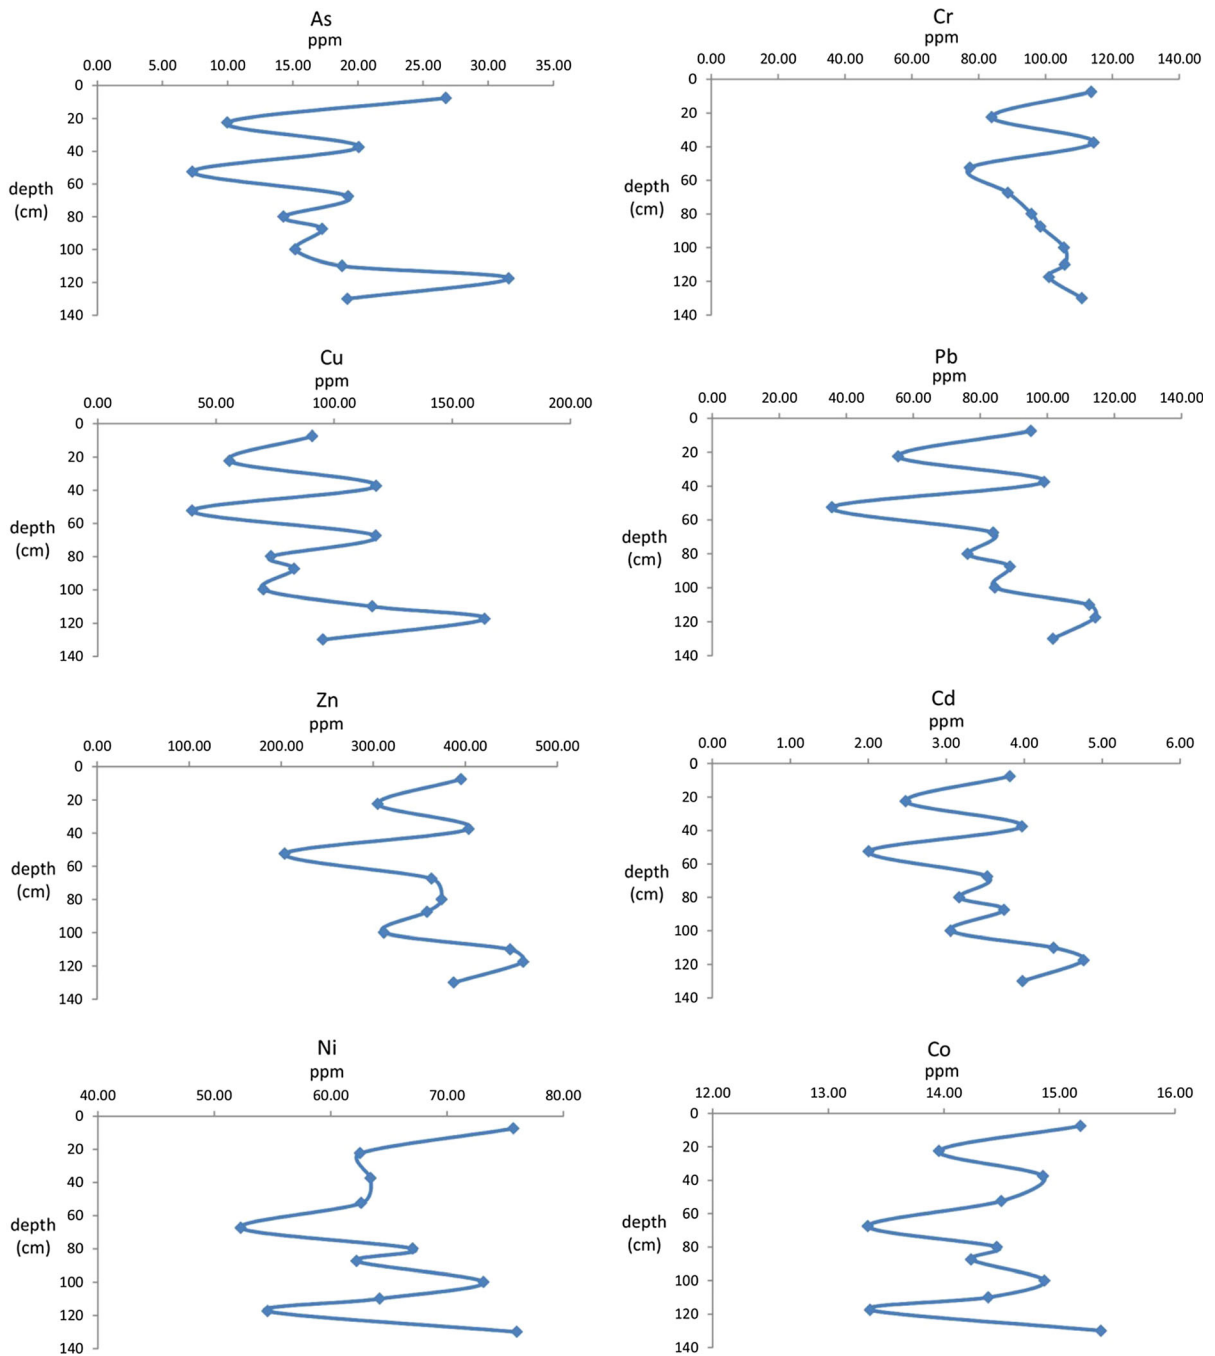 As
ppm
0.00 5.00 10.00 15.00 20.00 25.00 30.00 35.00
0
20
40
60
80
100
120
140
depth
(cm)
Cr
ppm
0.00 20.00 40.00 60.00 80.00 100.00 120.00 140.00
0
20
40
60
80
100
120
140
depth
(cm)
Cu
ppm
0.00 50.00 100.00 150.00 200.00
0
20
40
60
80
100
120
140
depth
(cm)
Pb
ppm
0.00 20.00 40.00 60.00 80.00 100.00 120.00 140.00
0
20
40
60
80
100
120
140
depth
(cm)
Zn
ppm
0.00 100.00 200.00 300.00 400.00 500.00
0
20
40
60
80
100
120
140
depth
(cm)
Cd
ppm
0.00 1.00 2.00 3.00 4.00 5.00 6.00
0
20
40
60
80
100
120
140
depth
(cm)
Ni
ppm
40.00 50.00 60.00 70.00 80.00
0
20
40
60
80
100
120
140
depth
(cm)
Co
ppm
12.00 13.00 14.00 15.00 16.00
0
20
40
60
80
100
120
140
depth
(cm)